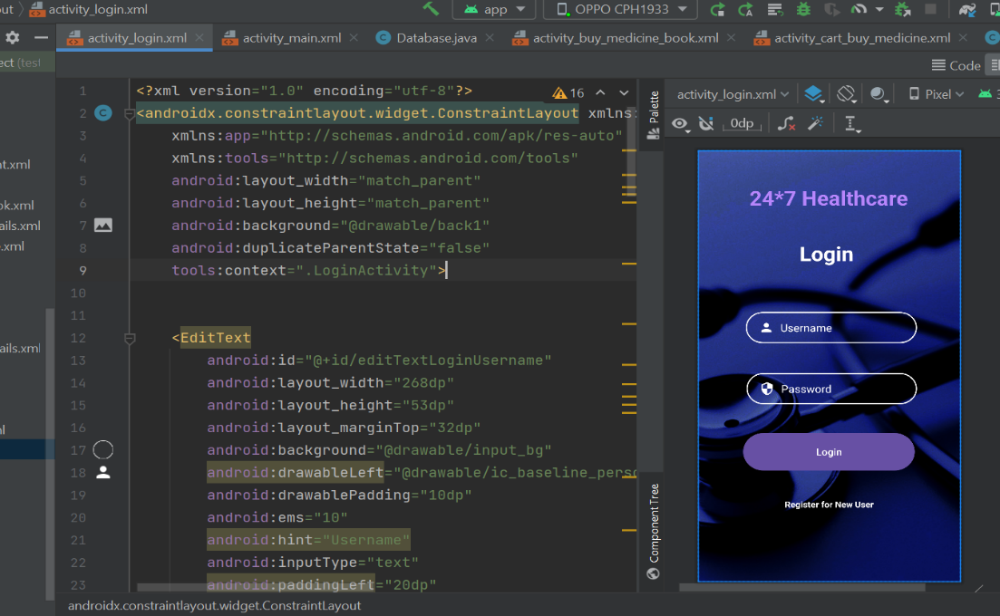 out activity_login.xml
app OPPO CPH1933
activity_login.xml activity_main.xml Database.java activity_buy_medicine_book.xml activity_cart_buy_medicine.xml
ect (test
Code
activity_login.xml Pixel 3
0dp
Palette
Component Tree
16
1 <?xml version="1.0" encoding="utf-8"?>
2 <androidx.constraintlayout.widget.ConstraintLayout xmlns:
3 xmlns:app="http://schemas.android.com/apk/res-auto"
4 xmlns:tools="http://schemas.android.com/tools"
5 android:layout_width="match_parent"
6 android:layout_height="match_parent"
7 android:background="@drawable/back1"
8 android:duplicateParentState="false"
9 tools:context=".LoginActivity">
10
11
12 <EditText
13 android:id="@+id/editTextLoginUsername"
14 android:layout_width="268dp"
15 android:layout_height="53dp"
16 android:layout_marginTop="32dp"
17 android:background="@drawable/input_bg"
18 android:drawableLeft="@drawable/ic_baseline_perso
19 android:drawablePadding="10dp"
20 android:ems="10"
21 android:hint="Username"
22 android:inputType="text"
23 android:paddingLeft="20dp"
nt.xml
ok.xml
ails.xml
e.xml
ails.xml
ml
24*7 Healthcare
Login
Username
Password
Login
Register for New User
androidx.constraintlayout.widget.ConstraintLayout